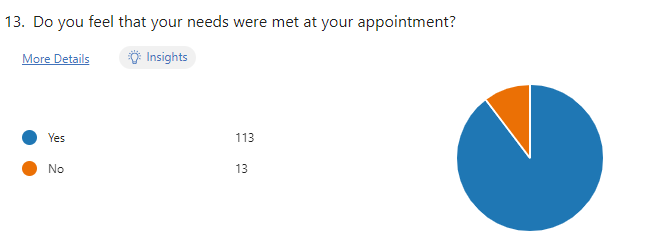 13. Do you feel that your needs were met at your appointment?
More Details
Insights
Yes 113
No 13